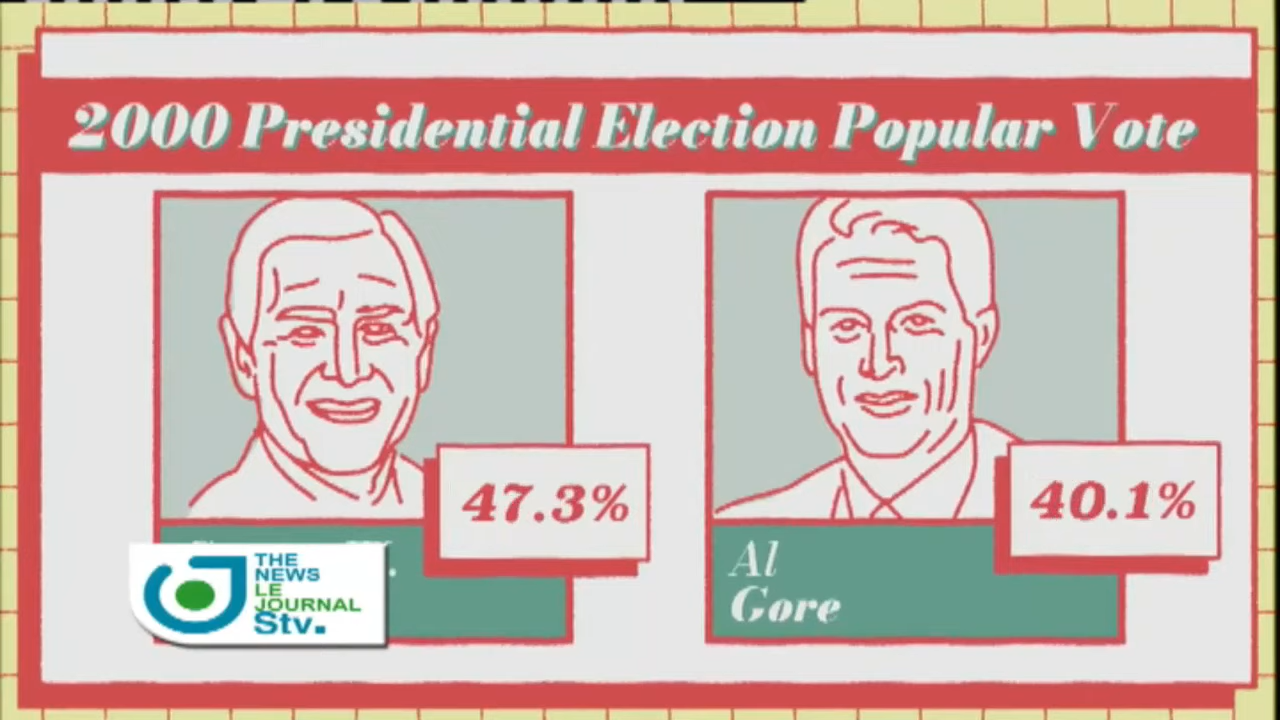 2000 Presidential Election Popular Vote
47.3%
40.1%
Al
Gore
THE
NEWS
LE
JOURNAL
Stv.